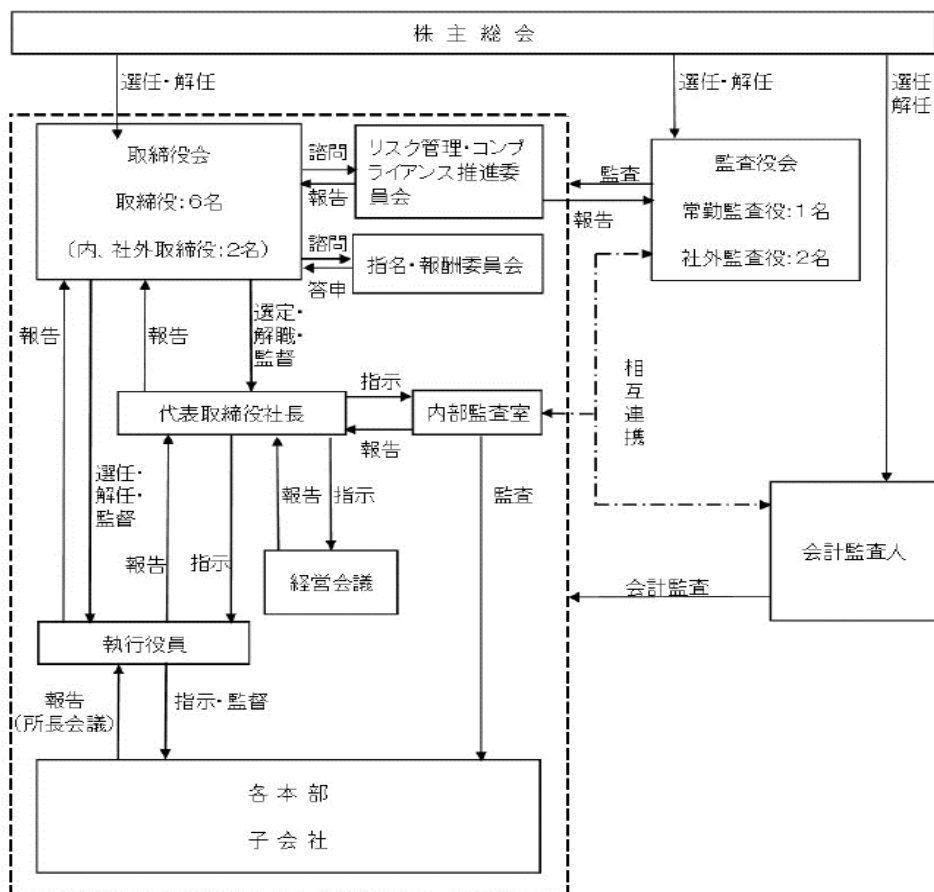 株主総会
選任・解任
選任・解任
選任
解任
取締役会
取締役：6名
(内、社外取締役：2名)
諮問
報告
リスク管理・コンプ
ライアンス推進委
員会
監査
報告
監査役会
常勤監査役：1名
社外監査役：2名
諮問
答申
指名・報酬委員会
報告
報告
選定・
解職・
監督
相
互
連
携
代表取締役社長
指示
報告
内部監査室
選任・
解任・
監督
報告
指示
報告
指示
監査
経営会議
会計監査人
会計監査
執行役員
報告
(所長会議)
指示・監督
各本部
子会社